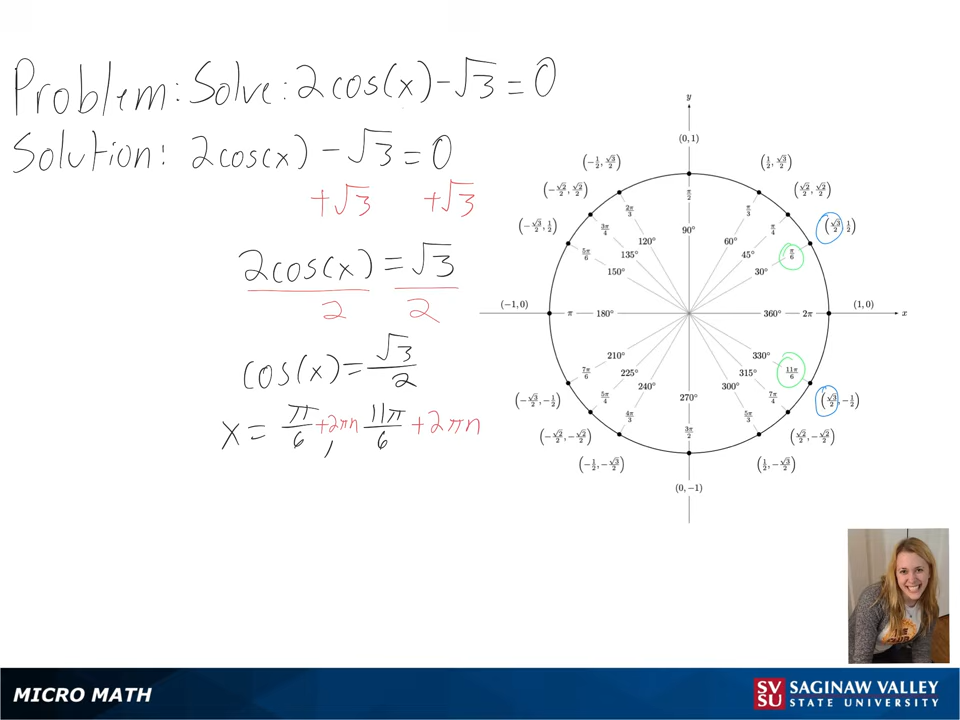 Problem: Solve: 2cos(x) - √3 = 0
Solution: 2cos(x) - √3 = 0
+√3 +√3
2cos(x) = √3
2 2
cos(x) = √3/2
x = π/6 +2πn, 11π/6 +2πn
y
(0, 1)
(-1/2, √3/2) (1/2, √3/2)
(-√2/2, √2/2) (√2/2, √2/2)
(-√3/2, 1/2) (√3/2, 1/2)
π/2
2π/3 π/3
3π/4 π/4
5π/6 π/6
90°
120° 60°
135° 45°
150° 30°
(-1, 0) (1, 0)
π 180° 360° 2π x
210° 330°
225° 315°
240° 300°
270°
7π/6 11π/6
5π/4 7π/4
4π/3 5π/3
3π/2
(-√3/2, -1/2) (√3/2, -1/2)
(-√2/2, -√2/2) (√2/2, -√2/2)
(-1/2, -√3/2) (1/2, -√3/2)
(0, -1)
MICRO MATH
SVSU SAGINAW VALLEY
STATE UNIVERSITY